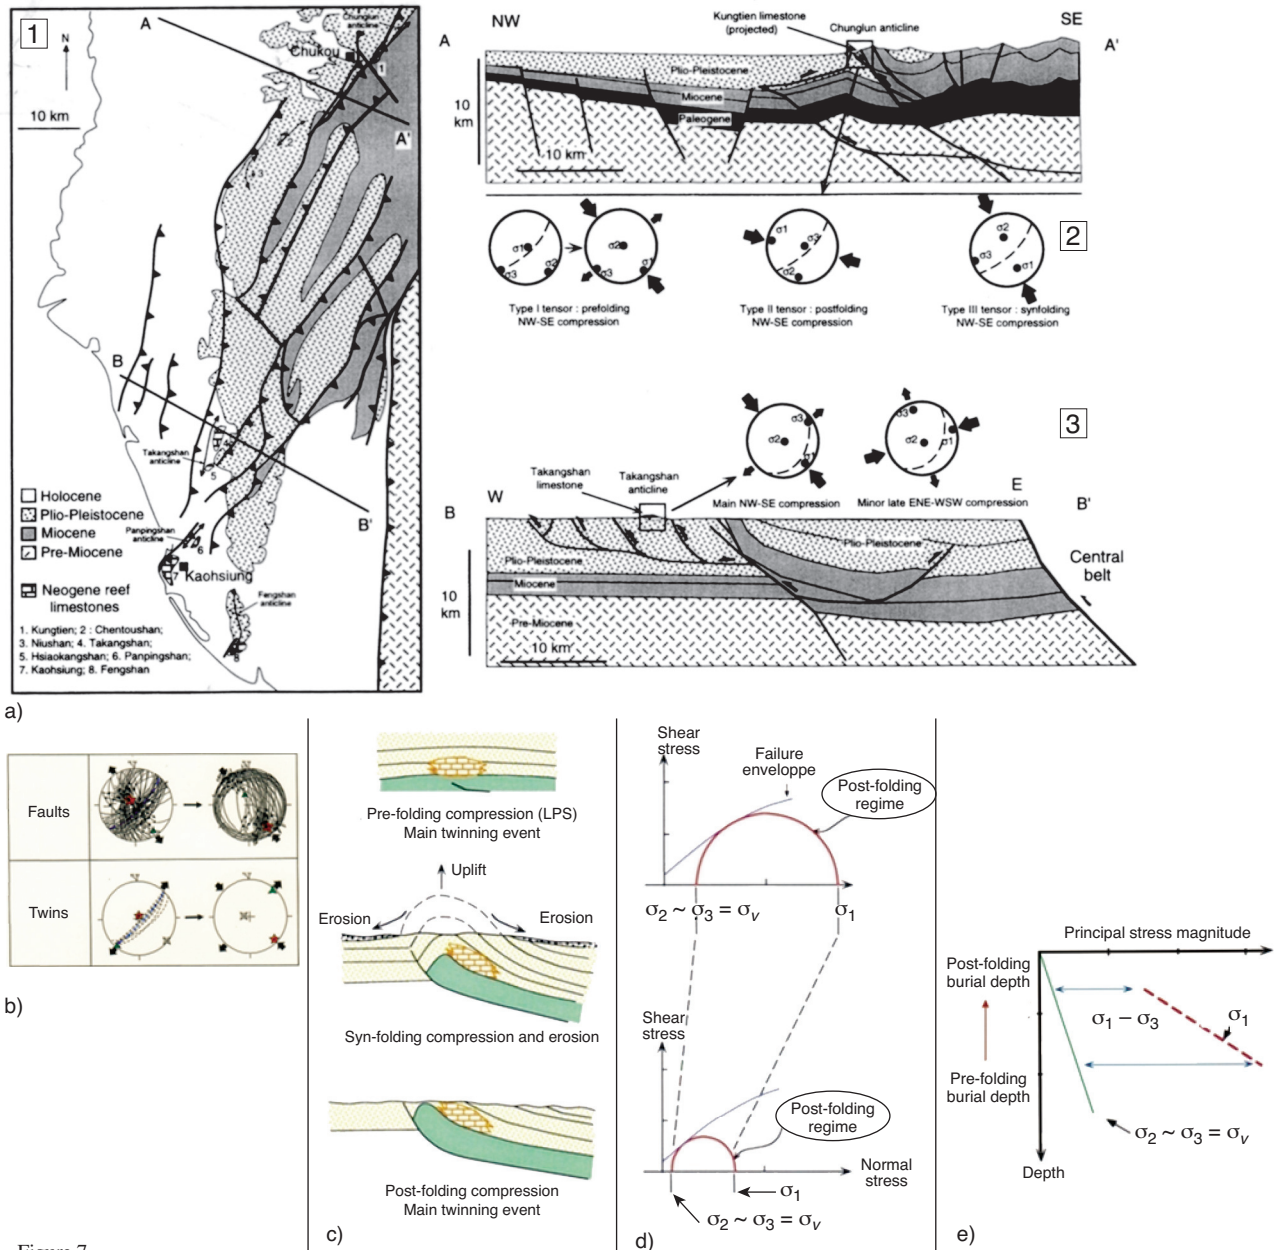 1
N
10 km
A
Chunglun
anticline
Chukou
1
2
3
A'
B
Takangshan
anticline
4
5
Panpingshan
anticline
6
7
Kaohsiung
Fengshan
anticline
8
B'
Holocene
Plio-Pleistocene
Miocene
Pre-Miocene
Neogene reef
limestones
1. Kungtien; 2 : Chentoushan;
3. Niushan; 4. Takangshan;
5. Hsiaokangshan; 6. Panpingshan;
7. Kaohsiung; 8. Fengshan
a)
NW
Kungtien limestone
(projected)
Chunglun anticline
SE
A
A'
Plio-Pleistocene
Miocene
Paleogene
10
km
10 km
2
σ1
σ3
σ2
σ2
σ3
σ1
Type I tensor : prefolding
NW-SE compression
σ1
σ3
σ2
Type II tensor : postfolding
NW-SE compression
σ2
σ3
σ1
Type III tensor : synfolding
NW-SE compression
3
σ3
σ2
σ1
Main NW-SE compression
σ3
σ1
σ2
Minor late ENE-WSW compression
Takangshan
limestone
Takangshan
anticline
B
W
E
B'
Plio-Pleistocene
Plio-Pleistocene
Miocene
Pre-Miocene
Central
belt
10
km
10 km
Faults
Twins
b)
Pre-folding compression (LPS)
Main twinning event
Uplift
Erosion
Erosion
Syn-folding compression and erosion
Post-folding compression
Main twinning event
c)
Shear
stress
Failure
enveloppe
Post-folding
regime
σ2 ~ σ3 = σv
σ1
Shear
stress
Post-folding
regime
Normal
stress
σ1
σ2 ~ σ3 = σv
d)
Principal stress magnitude
Post-folding
burial depth
σ1 − σ3
σ1
Pre-folding
burial depth
σ2 ~ σ3 = σv
Depth
e)
Figure 7